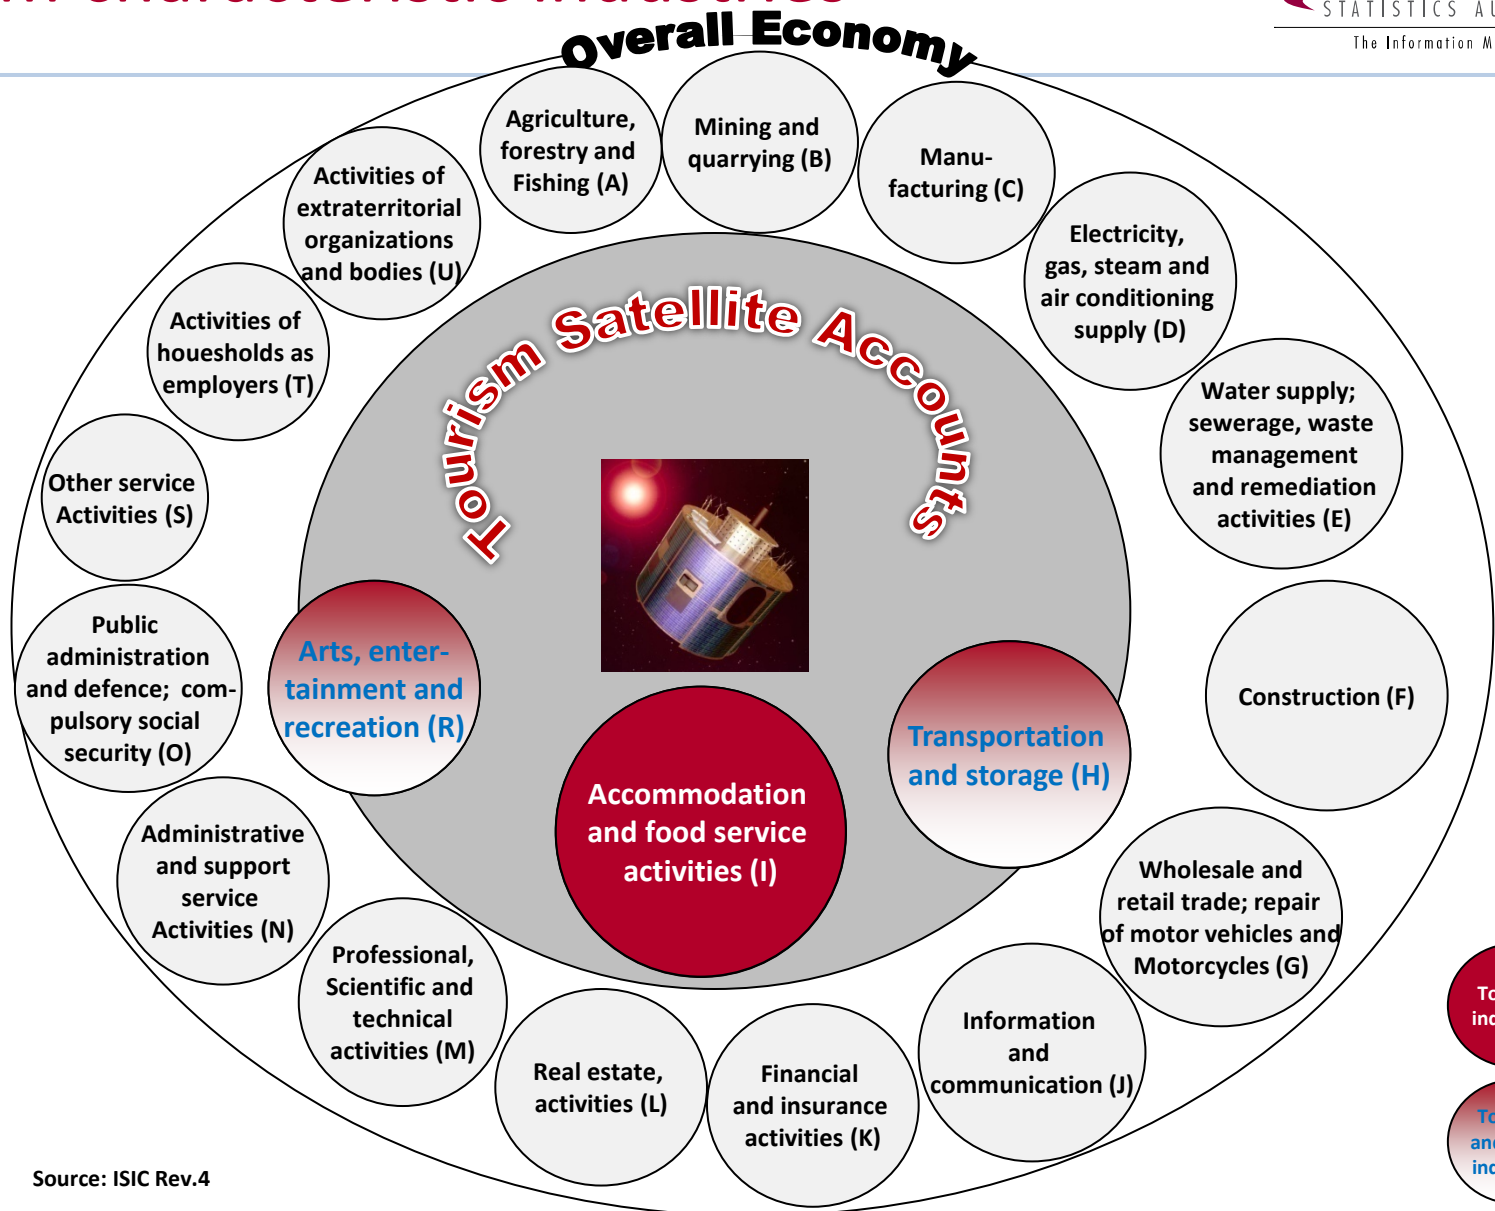 characteristic industries
STATISTICS
The Information
Overall Economy
Agriculture,
forestry and
Fishing (A)
Mining and
quarrying (B)
Manu-
facturing (C)
Activities of
extraterritorial
organizations
and bodies (U)
Electricity,
gas, steam and
air conditioning
supply (D)
Activities of
houesholds as
employers (T)
Tourism Satellite Accounts
Water supply;
sewerage, waste
management
and remediation
activities (E)
Other service
Activities (S)
Public
administration
and defence; com-
pulsory social
security (O)
Arts, enter-
tainment and
recreation (R)
Construction (F)
Transportation
and storage (H)
Accommodation
and food service
activities (I)
Administrative
and support
service
Activities (N)
Wholesale and
retail trade; repair
of motor vehicles and
Motorcycles (G)
Professional,
Scientific and
technical
activities (M)
Information
and
communication (J)
Real estate,
activities (L)
Financial
and insurance
activities (K)
Source: ISIC Rev.4